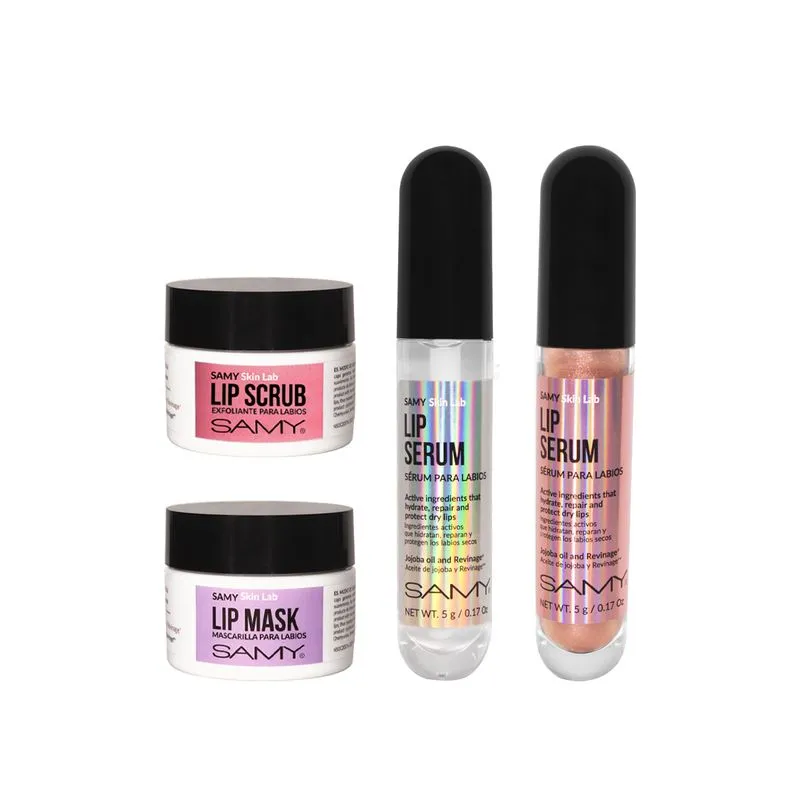 SAMY Skin Lab
LIP SCRUB
EXFOLIANTE PARA LABIOS
SAMY®
SAMY Skin Lab
LIP MASK
MASCARILLA PARA LABIOS
SAMY®
SAMY Skin Lab
LIP
SERUM
SÉRUM PARA LABIOS
Active ingredients that
hydrate, repair and
protect dry lips
Ingredientes activos
que hidratan, reparan y
protegen los labios secos
Jojoba oil and Revinage*
Aceite de jojoba y Revinage**
SAMY
NET WT. 5 g / 0.17 Oz
SAMY Skin Lab
LIP
SERUM
SÉRUM PARA LABIOS
Active ingredients that
hydrate, repair and
protect dry lips
Ingredientes activos
que hidratan, reparan y
protegen los labios secos
Jojoba oil and Revinage*
Aceite de jojoba y Revinage**
SAMY
NET WT. 5 g / 0.17 Oz